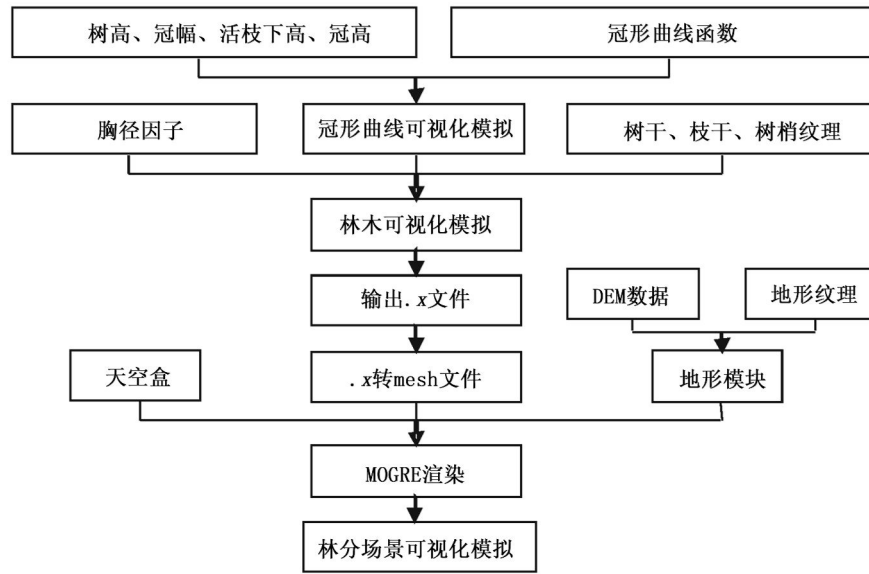 树高、冠幅、活枝下高、冠高
冠形曲线函数
胸径因子
冠形曲线可视化模拟
树干、枝干、树梢纹理
林木可视化模拟
输出.x文件
DEM数据
地形纹理
天空盒
.x转mesh文件
地形模块
MOGRE渲染
林分场景可视化模拟